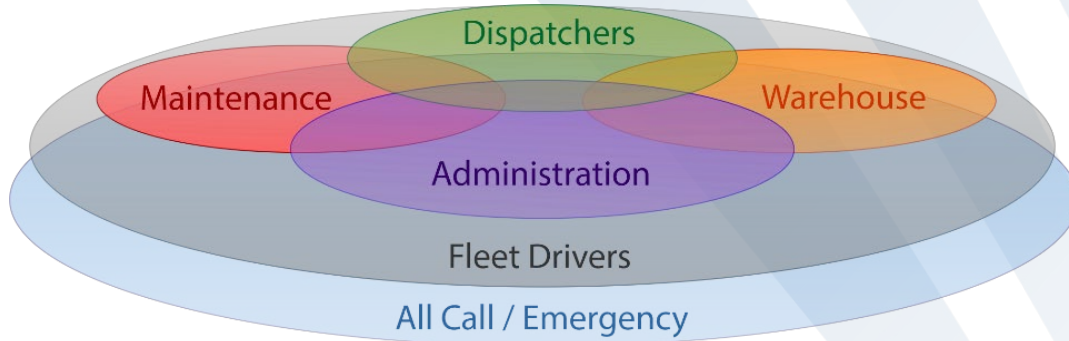 Dispatchers
Maintenance
Warehouse
Administration
Fleet Drivers
All Call / Emergency